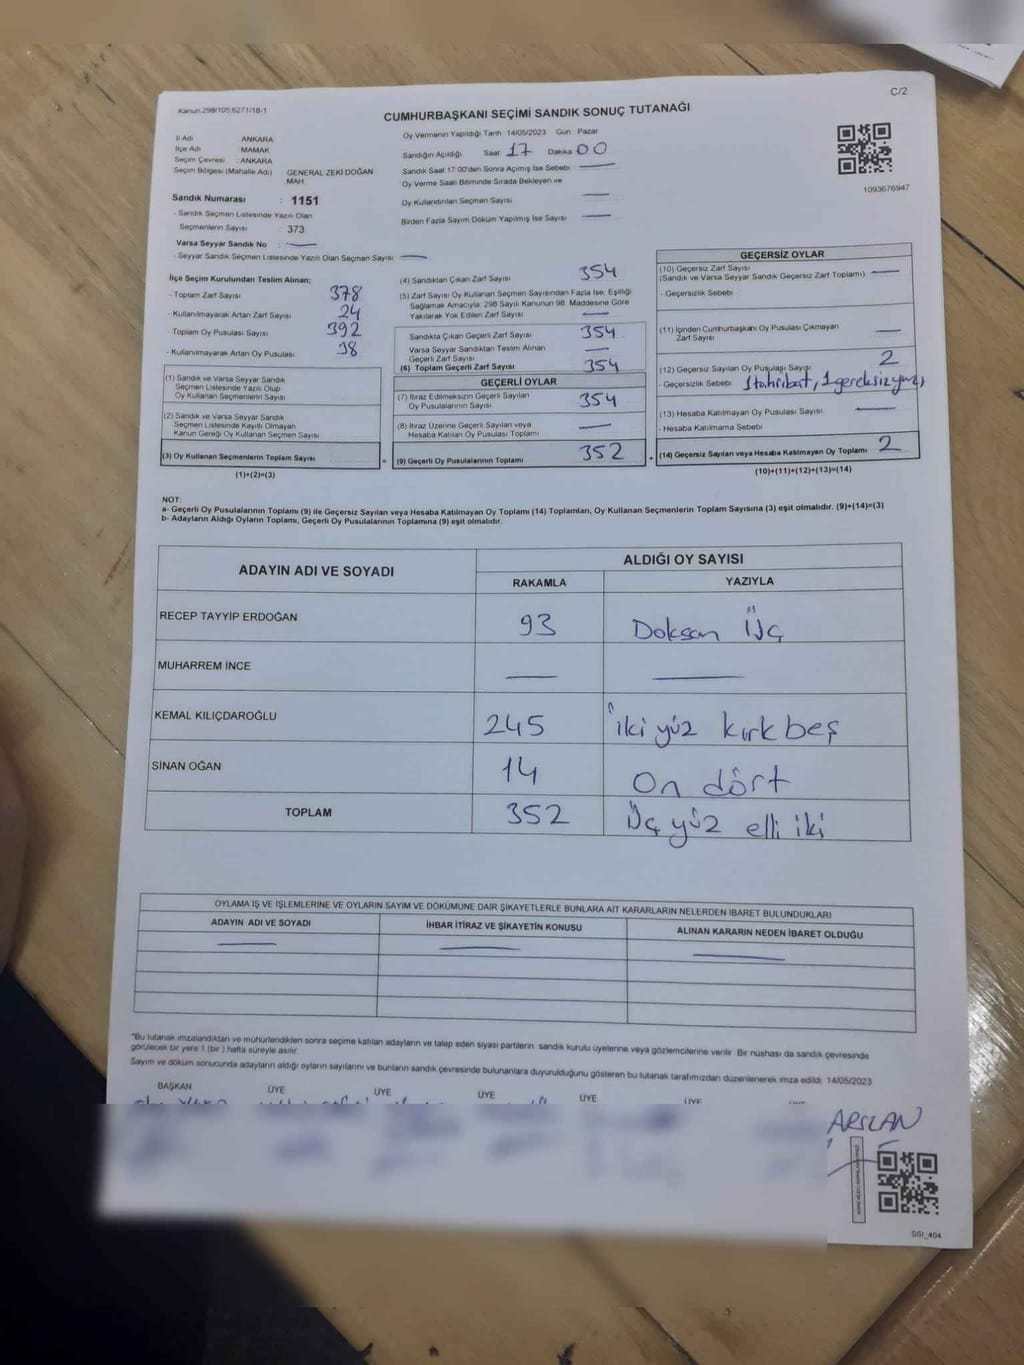 C/2
Kanun:298/105;6271/18-1
CUMHURBAŞKANI SEÇİMİ SANDIK SONUÇ TUTANAĞI
İl Adı ANKARA
İlçe Adı MAMAK
Seçim Çevresi : ANKARA
Seçim Bölgesi (Mahalle Adı) GENERAL ZEKİ DOĞAN MAH
Sandık Numarası : 1151
- Sandık Seçmen Listesinde Yazılı Olan
Seçmenlerin Sayısı : 373
Varsa Seyyar Sandık No :
- Seyyar Sandık Seçmen Listesinde Yazılı Olan Seçmen Sayısı
Oy Vermenin Yapıldığı Tarih 14/05/2023 Gün : Pazar
Sandığın Açıldığı Saat 17 Dakika 00
Sandık Saat 17:00'den Sonra Açımış İse Sebebi
Oy Verme Saati Bitiminde Sırada Bekleyen ve
Oy Kullandırılan Seçmen Sayısı
Birden Fazla Sayım Döküm Yapılmış İse Sayısı
1093676947
İlçe Seçim Kurulundan Teslim Alınan;
- Toplam Zarf Sayısı 378
- Kullanılmayarak Artan Zarf Sayısı 24
- Toplam Oy Pusulası Sayısı 392
- Kullanılmayarak Artan Oy Pusulası 38
(1) Sandık ve Varsa Seyyar Sandık
Seçmen Listesinde Yazılı Olup
Oy Kullanan Seçmenlerin Sayısı
(2) Sandık ve Varsa Seyyar Sandık
Seçmen Listesinde Kayıtlı Olmayan
Kanun Gereği Oy Kullanan Seçmen Sayısı
(3) Oy Kullanan Seçmenlerin Toplam Sayısı
(1)+(2)=(3)
(4) Sandıktan Çıkan Zarf Sayısı 354
(5) Zarf Sayısı Oy Kullanan Seçmen Sayısından Fazla İse, Eşitliği
Sağlamak Amacıyla; 298 Sayılı Kanunun 98. Maddesine Göre
Yakılarak Yok Edilen Zarf Sayısı
Sandıkta Çıkan Geçerli Zarf Sayısı 354
Varsa Seyyar Sandıktan Teslim Alınan
Geçerli Zarf Sayısı
(6) Toplam Geçerli Zarf Sayısı 354
GEÇERLİ OYLAR
(7) İtiraz Edilmeksizin Geçerli Sayılan
Oy Pusulalarının Sayısı 354
(8) İtiraz Üzerine Geçerli Sayılan veya
Hesaba Katılan Oy Pusulası Toplamı
= (9) Geçerli Oy Pusulalarının Toplamı 352
GEÇERSİZ OYLAR
(10) Geçersiz Zarf Sayısı
(Sandık ve Varsa Seyyar Sandık Geçersiz Zarf Toplamı)
- Geçersizlik Sebebi
(11) İçinden Cumhurbaşkanı Oy Pusulası Çıkmayan
Zarf Sayısı
(12) Geçersiz Sayılan Oy Pusulası Sayısı 2
- Geçersizlik Sebebi 1 tahribat, 1 gereksiz yazı
(13) Hesaba Katılmayan Oy Pusulası Sayısı
- Hesaba Katılmama Sebebi
+ (14) Geçersiz Sayılan veya Hesaba Katılmayan Oy Toplamı 2
(10)+(11)+(12)+(13)=(14)
NOT:
a- Geçerli Oy Pusulalarının Toplamı (9) ile Geçersiz Sayılan veya Hesaba Katılmayan Oy Toplamı (14) Toplamları, Oy Kullanan Seçmenlerin Toplam Sayısına (3) eşit olmalıdır. (9)+(14)=(3)
b- Adayların Aldığı Oyların Toplamı, Geçerli Oy Pusulalarının Toplamına (9) eşit olmalıdır.
ADAYIN ADI VE SOYADI ALDIĞI OY SAYISI
RAKAMLA YAZIYLA
RECEP TAYYİP ERDOĞAN 93 Doksan Üç
MUHARREM İNCE
KEMAL KILIÇDAROĞLU 245 iki yüz kırk beş
SİNAN OĞAN 14 On dört
TOPLAM 352 Üç yüz elli iki
OYLAMA İŞ VE İŞLEMLERİNE VE OYLARIN SAYIM VE DÖKÜMÜNE DAİR ŞİKAYETLERLE BUNLARA AİT KARARLARIN NELERDEN İBARET BULUNDUKLARI
ADAYIN ADI VE SOYADI İHBAR İTİRAZ VE ŞİKAYETİN KONUSU ALINAN KARARIN NEDEN İBARET OLDUĞU
*Bu tutanak imzalandıktan ve mühürlendikten sonra seçime katılan adayların ve talep eden siyasi partilerin sandık kurulu üyelerine veya gözlemcilerine verilir. Bir nüshası da sandık çevresinde
görülecek bir yere 1 (bir ) hafta süreyle asılır.
Sayım ve döküm sonucunda adayların aldığı oyların sayılarını ve bunların sandık çevresinde bulunanlara duyurulduğunu gösteren bu tutanak tarafımızdan düzenlenerek imza edildi. 14/05/2023
BAŞKAN ÜYE ÜYE ÜYE ÜYE ÜYE
ARSLAN
SSI_404